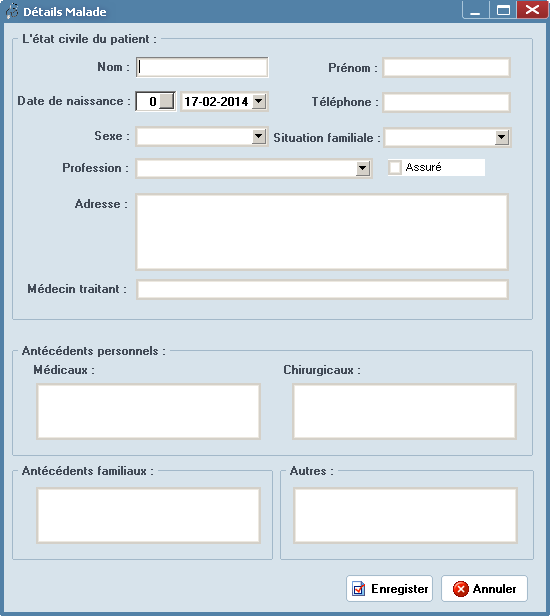 Détails Malade
L'état civile du patient :
Nom :
Prénom :
Date de naissance : 0 17-02-2014
Téléphone :
Sexe :
Situation familiale :
Profession :
Assuré
Adresse :
Médecin traitant :
Antécédents personnels :
Médicaux :
Chirurgicaux :
Antécédents familiaux :
Autres :
Enregister
Annuler